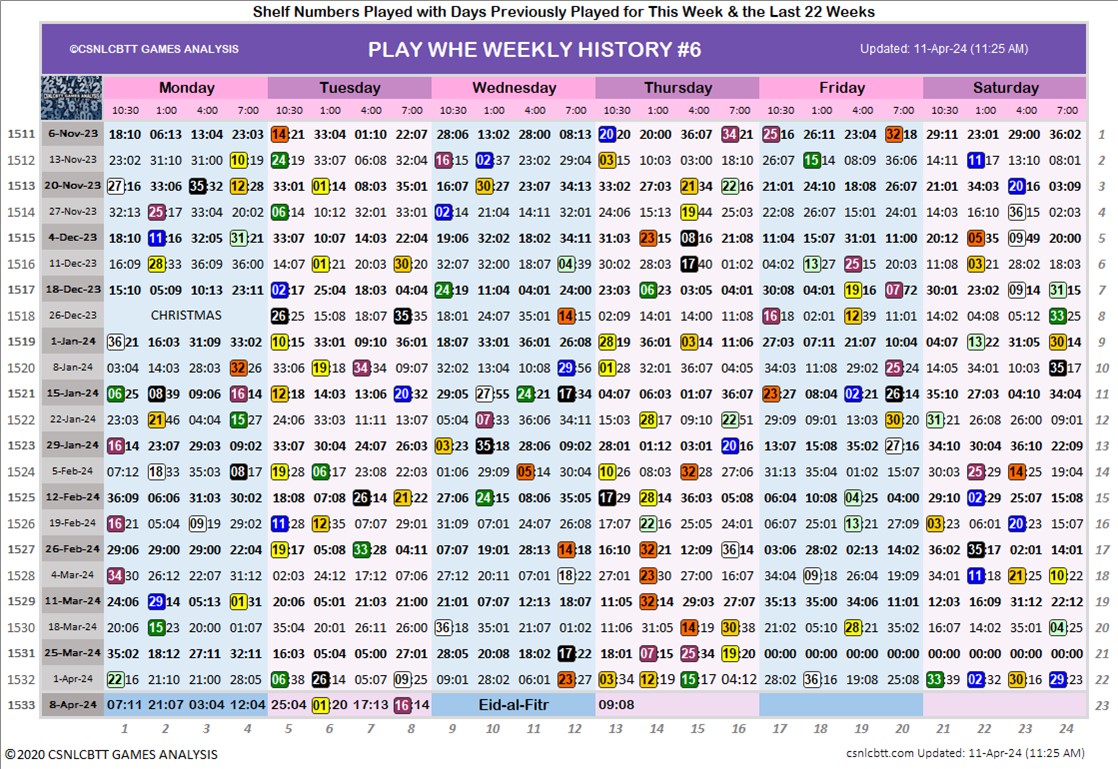 Shelf Numbers Played with Days Previously Played for This Week & the Last 22 Weeks
©CSNLCBTT GAMES ANALYSIS PLAY WHE WEEKLY HISTORY #6 Updated: 11-Apr-24 (11:25 AM)
Monday Tuesday Wednesday Thursday Friday Saturday
10:30 1:00 4:00 7:00 10:30 1:00 4:00 7:00 10:30 1:00 4:00 7:00 10:30 1:00 4:00 7:00 10:30 1:00 4:00 7:00 10:30 1:00 4:00 7:00
1511 6-Nov-23 18:10 06:13 13:04 23:03 14:21 33:04 01:10 22:07 28:06 13:02 28:00 08:13 20:20 20:00 36:07 34:21 25:16 26:11 23:04 32:18 29:11 23:01 29:00 36:02 1
1512 13-Nov-23 23:02 31:10 31:00 10:19 24:19 33:07 06:08 32:04 16:15 02:37 23:02 29:04 03:15 10:03 03:00 18:10 26:07 15:14 08:09 36:06 14:11 11:17 13:10 08:01 2
1513 20-Nov-23 27:16 33:06 35:32 12:28 33:01 01:14 08:03 35:01 16:07 30:27 23:07 34:13 33:02 27:03 21:34 22:16 21:01 24:10 18:08 26:07 21:01 34:03 20:16 03:09 3
1514 27-Nov-23 32:13 25:17 33:04 20:02 06:14 10:12 32:01 33:01 02:14 21:04 14:11 32:01 24:06 15:13 19:44 25:03 22:08 26:07 15:01 24:01 14:03 16:10 36:15 02:03 4
1515 4-Dec-23 18:10 11:16 32:05 31:21 33:07 10:07 14:03 22:04 19:06 32:02 18:02 34:11 31:03 23:15 08:16 21:08 11:04 15:07 31:01 11:00 20:12 05:35 09:49 20:00 5
1516 11-Dec-23 16:09 28:33 36:09 36:00 14:07 01:21 20:03 30:20 32:07 32:00 18:07 04:39 30:02 28:03 17:40 01:02 04:02 13:27 25:15 20:03 11:08 03:21 28:02 18:03 6
1517 18-Dec-23 15:10 05:09 10:13 23:11 02:17 25:04 18:03 04:04 24:19 11:04 04:01 24:00 23:04 06:23 03:05 04:01 30:08 04:01 19:16 07:72 30:01 23:02 09:14 31:15 7
1518 26-Dec-23 CHRISTMAS 26:25 15:08 18:07 35:35 18:01 24:07 35:01 14:15 02:09 14:01 14:00 11:08 16:18 02:03 12:39 11:01 14:02 04:08 05:12 33:25 8
1519 1-Jan-24 36:21 16:03 31:09 33:02 10:15 33:01 09:10 36:01 18:07 33:01 36:01 08:07 28:19 36:01 03:14 11:06 27:03 07:11 21:07 10:04 04:07 13:22 31:05 30:14 9
1520 8-Jan-24 03:04 14:03 28:03 32:26 33:06 19:18 34:34 09:07 32:02 13:04 10:08 29:56 01:28 32:01 36:07 04:05 34:03 11:08 29:02 25:24 14:05 34:01 10:03 35:17 10
1521 15-Jan-24 06:25 08:39 09:06 16:14 12:18 14:03 13:06 20:32 29:05 27:55 24:21 17:34 04:07 06:03 01:07 36:07 23:27 08:04 02:21 26:14 35:10 27:03 04:10 34:04 11
1522 22-Jan-24 23:03 21:46 04:04 15:27 24:06 33:03 11:11 13:07 05:04 07:33 36:06 34:11 15:03 28:17 09:10 22:51 29:09 09:01 13:03 30:20 31:21 26:08 26:00 09:01 12
1523 29-Jan-24 16:14 23:07 29:03 09:02 33:07 30:04 24:07 26:03 03:23 35:18 28:09 09:02 28:01 01:12 03:01 20:16 13:07 15:08 35:02 27:16 34:10 30:04 36:10 22:09 13
1524 5-Feb-24 07:12 18:33 35:03 08:17 19:28 06:17 23:08 22:03 01:06 29:09 05:14 30:04 10:26 08:03 32:28 27:06 31:13 35:04 01:02 15:07 30:03 25:29 14:25 19:04 14
1525 12-Feb-24 36:09 06:06 31:03 30:02 18:08 07:08 26:14 21:22 27:06 24:15 08:08 35:05 17:29 28:14 36:03 05:08 06:04 10:08 04:25 04:00 29:10 02:29 25:07 15:08 15
1526 19-Feb-24 16:21 05:04 09:19 29:02 11:28 12:35 07:07 29:01 31:09 07:01 24:07 26:08 17:07 22:16 25:05 24:01 06:07 25:01 13:21 07:05 03:23 06:01 20:23 15:07 16
1527 26-Feb-24 29:06 29:00 29:00 22:04 19:17 05:08 33:28 04:11 07:07 19:01 28:13 14:18 16:10 32:21 12:09 36:14 03:06 28:02 02:13 14:02 36:02 35:17 02:01 14:01 17
1528 4-Mar-24 34:30 26:12 07:07 31:12 05:03 24:12 17:12 07:06 27:12 20:11 07:01 18:22 27:01 23:30 27:00 16:07 34:04 09:18 26:04 19:09 34:01 11:18 21:25 10:22 18
1529 11-Mar-24 24:06 29:14 05:13 01:31 20:06 05:01 21:03 21:00 21:01 07:07 12:13 18:07 11:05 32:14 29:03 27:07 35:13 35:00 34:06 11:01 12:03 16:09 31:12 22:12 19
1530 18-Mar-24 20:06 15:23 20:00 01:07 35:04 20:01 26:11 26:00 36:18 35:01 21:07 01:02 11:06 31:05 14:19 30:38 01:02 05:10 28:21 35:02 16:07 14:02 35:01 04:25 20
1531 25-Mar-24 35:02 18:12 27:11 32:11 16:03 05:04 05:00 27:01 28:05 20:08 18:02 17:22 18:01 07:15 25:34 19:20 00:00 00:00 00:00 00:00 00:00 00:00 00:00 00:00 21
1532 1-Apr-24 22:16 21:10 21:00 28:05 06:38 26:14 05:07 09:25 09:01 28:02 06:01 23:27 03:34 12:19 15:17 04:12 28:02 36:16 19:08 25:08 33:39 02:32 30:16 29:23 22
1533 8-Apr-24 07:11 21:07 03:04 12:04 25:04 01:20 17:13 16:14 Eid-al-Fitr 09:08 23
1 2 3 4 5 6 7 8 9 10 11 12 13 14 15 16 17 18 19 20 21 22 23 24
©2020 CSNLCBTT GAMES ANALYSIS csnlcbtt.com Updated: 11-Apr-24 (11:25 AM)